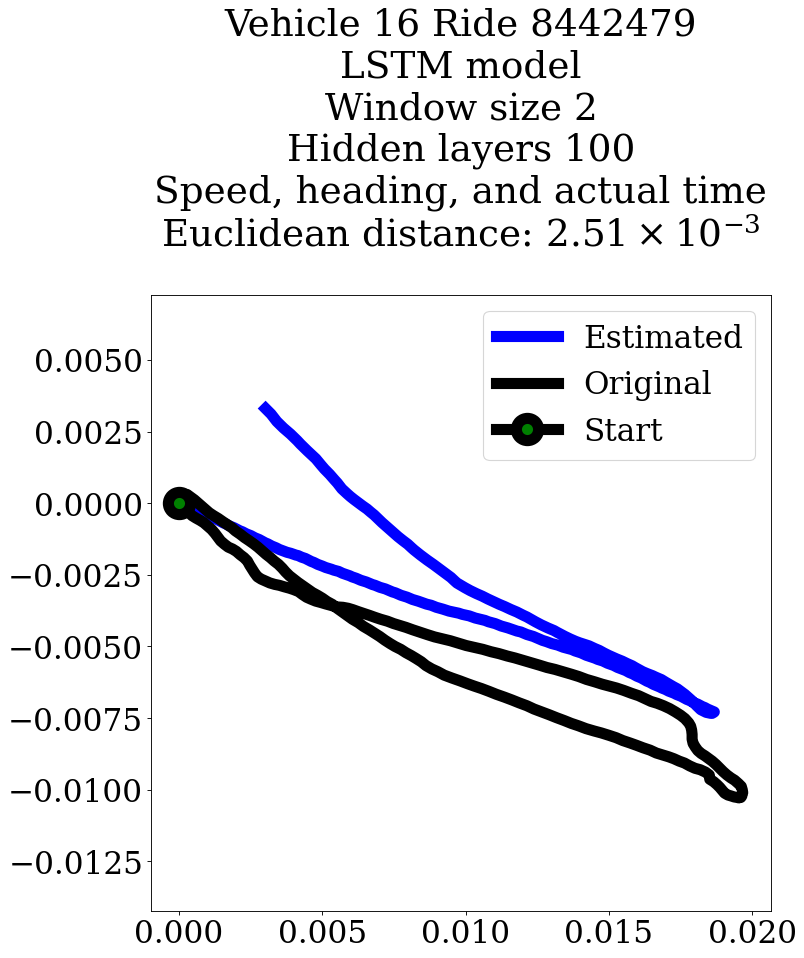 Vehicle 16 Ride 8442479
LSTM model
Window size 2
Hidden layers 100
Speed, heading, and actual time
Euclidean distance: 2.51 × 10⁻³
Estimated
Original
Start
0.0050
0.0025
0.0000
−0.0025
−0.0050
−0.0075
−0.0100
−0.0125
0.000 0.005 0.010 0.015 0.020